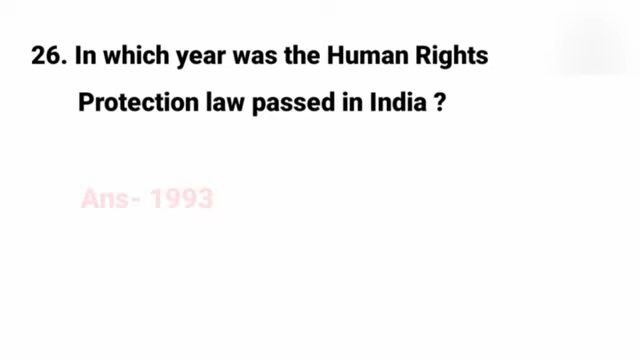 26. In which year was the Human Rights
Protection law passed in India ?
Ans- 1993